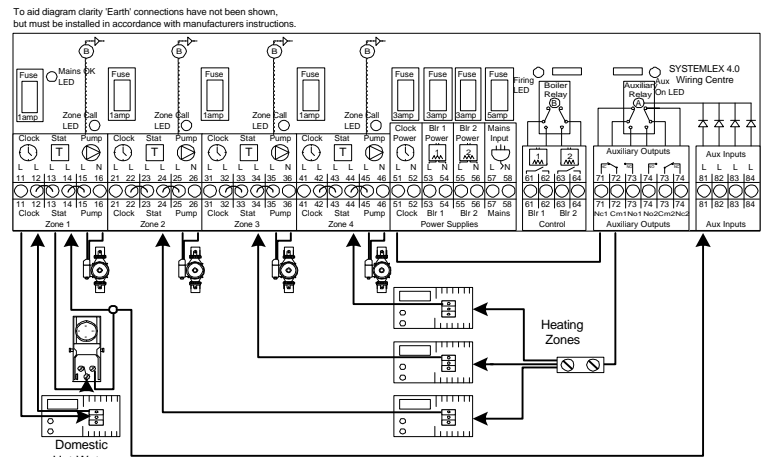 To aid diagram clarity 'Earth' connections have not been shown,
but must be installed in accordance with manufacturers instructions.
B B B B
Fuse Mains OK LED 1amp
Fuse Zone Call LED 1amp
Fuse Zone Call LED 1amp
Fuse Zone Call LED 1amp
Zone Call LED
Fuse 3amp Fuse 3amp Fuse 3amp Fuse 5amp
Firing LED Boiler Relay B
Auxiliary Relay A Aux On LED
SYSTEMLEX 4.0
Wiring Centre
Clock Stat Pump Clock Stat Pump Clock Stat Pump Clock Stat Pump Clock Power Blr 1 Power Blr 2 Power Mains Input
T T T T 1 2 1 2
Auxiliary Outputs Aux Inputs
L L L L L N L L L L L N L L L L L N L L L L L N L N L N L N L N L L L L
11 12 13 14 15 16 21 22 23 24 25 26 31 32 33 34 35 36 41 42 43 44 45 46 51 52 53 54 55 56 57 58 61 62 63 64 71 72 73 74 73 74 81 82 83 84
11 12 13 14 15 16 21 22 23 24 25 26 31 32 33 34 35 36 41 42 43 44 45 46 51 52 53 54 55 56 57 58 61 62 63 64 71 72 73 74 73 74 81 82 83 84
Clock Stat Pump Clock Stat Pump Clock Stat Pump Clock Stat Pump Clock Blr 1 Blr 2 Mains Blr 1 Blr 2 Nc1 Cm1 No1 No2 Cm2 Nc2
Zone 1 Zone 2 Zone 3 Zone 4 Power Supplies Control Auxiliary Outputs Aux Inputs
Heating
Zones
Domestic